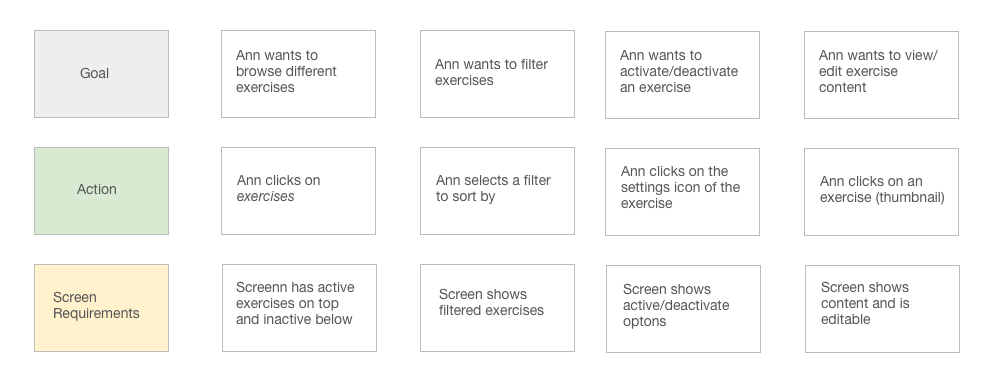 Goal
Ann wants to
browse different
exercises
Ann wants to filter
exercises
Ann wants to
activate/deactivate
an exercise
Ann wants to view/
edit exercise
content
Action
Ann clicks on
exercises
Ann selects a filter
to sort by
Ann clicks on the
settings icon of the
exercise
Ann clicks on an
exercise (thumbnail)
Screen
Requirements
Screenn has active
exercises on top
and inactive below
Screen shows
filtered exercises
Screen shows
active/deactivate
optons
Screen shows
content and is
editable